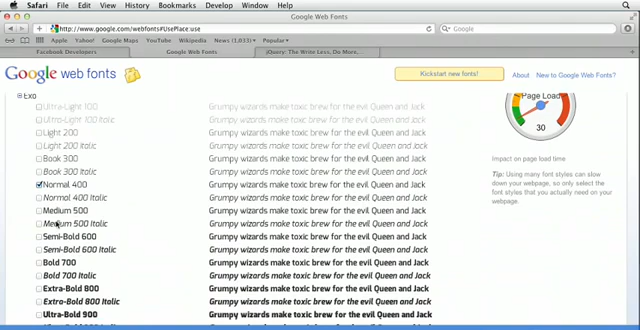 Safari File Edit View History Bookmarks Develop Window Help
Google Web Fonts
http://www.google.com/webfonts#UsePlace:use
Google
Apple Yahoo! Google Maps YouTube Wikipedia News (1,033) Popular
Facebook Developers Google Web Fonts jQuery: The Write Less, Do More,...
Google web fonts
Kickstart new fonts!
About New to Google Web Fonts?
Exo
Page Load
Ultra-Light 100 Grumpy wizards make toxic brew for the evil Queen and Jack
Ultra-Light 100 Italic Grumpy wizards make toxic brew for the evil Queen and Jack
30
Light 200 Grumpy wizards make toxic brew for the evil Queen and Jack
Light 200 Italic Grumpy wizards make toxic brew for the evil Queen and Jack
Book 300 Grumpy wizards make toxic brew for the evil Queen and Jack
Impact on page load time
Book 300 Italic Grumpy wizards make toxic brew for the evil Queen and Jack
Tip: Using many font styles can slow
down your webpage, so only select the
font styles that you actually need on your
webpage.
Normal 400 Grumpy wizards make toxic brew for the evil Queen and Jack
Normal 400 Italic Grumpy wizards make toxic brew for the evil Queen and Jack
Medium 500 Grumpy wizards make toxic brew for the evil Queen and Jack
Medium 500 Italic Grumpy wizards make toxic brew for the evil Queen and Jack
Semi-Bold 600 Grumpy wizards make toxic brew for the evil Queen and Jack
Semi-Bold 600 Italic Grumpy wizards make toxic brew for the evil Queen and Jack
Bold 700 Grumpy wizards make toxic brew for the evil Queen and Jack
Bold 700 Italic Grumpy wizards make toxic brew for the evil Queen and Jack
Extra-Bold 800 Grumpy wizards make toxic brew for the evil Queen and Jack
Extra-Bold 800 Italic Grumpy wizards make toxic brew for the evil Queen and Jack
Ultra-Bold 900 Grumpy wizards make toxic brew for the evil Queen and Jack